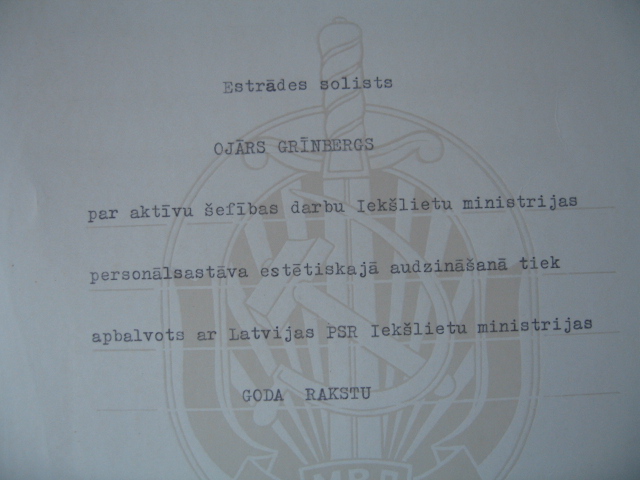 Estrādes solists
OJĀRS GRĪNBERGS
par aktīvu šefības darbu Iekšlietu ministrijas
personālsastāva estētiskajā audzināšanā tiek
apbalvots ar Latvijas PSR Iekšlietu ministrijas
GODA RAKSTU